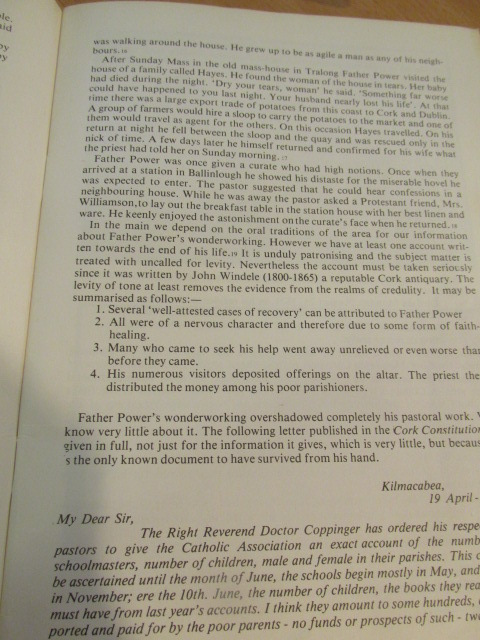 was walking around the house. He grew up to be as agile a man as any of his neigh-
bours.16
After Sunday Mass in the old mass-house in Tralong Father Power visited the
house of a family called Hayes. He found the woman of the house in tears. Her baby
had died during the night. 'Dry your tears, woman' he said. 'Something far worse
could have happened to you last night. Your husband nearly lost his life'. At that
time there was a large export trade of potatoes from this coast to Cork and Dublin.
A group of farmers would hire a sloop to carry the potatoes to the market and one of
them would travel as agent for the others. On this occasion Hayes travelled. On his
return at night he fell between the sloop and the quay and was rescued only in the
nick of time. A few days later he himself returned and confirmed for his wife what
the priest had told her on Sunday morning.17
Father Power was once given a curate who had high notions. Once when they
arrived at a station in Ballinlough he showed his distaste for the miserable hovel he
was expected to enter. The pastor suggested that he could hear confessions in a
neighbouring house. While he was away the pastor asked a Protestant friend, Mrs.
Williamson, to lay out the breakfast table in the station house with her best linen and
ware. He keenly enjoyed the astonishment on the curate's face when he returned.18
In the main we depend on the oral traditions of the area for our information
about Father Power's wonderworking. However we have at least one account writ-
ten towards the end of his life.19 It is unduly patronising and the subject matter is
treated with uncalled for levity. Nevertheless the account must be taken seriously
since it was written by John Windele (1800-1865) a reputable Cork antiquary. The
levity of tone at least removes the evidence from the realms of credulity. It may be
summarised as follows:—
1. Several 'well-attested cases of recovery' can be attributed to Father Power
2. All were of a nervous character and therefore due to some form of faith-
healing.
3. Many who came to seek his help went away unrelieved or even worse than
before they came.
4. His numerous visitors deposited offerings on the altar. The priest the
distributed the money among his poor parishioners.
Father Power's wonderworking overshadowed completely his pastoral work.
know very little about it. The following letter published in the Cork Constitution
given in full, not just for the information it gives, which is very little, but becaus
s the only known document to have survived from his hand.
Kilmacabea,
19 April -
My Dear Sir,
The Right Reverend Doctor Coppinger has ordered his respe
pastors to give the Catholic Association an exact account of the numb
schoolmasters, number of children, male and female in their parishes. This c
be ascertained until the month of June, the schools begin mostly in May, and
in November; ere the 10th. June, the number of children, the books they rea
must have from last year's accounts. I think they amount to some hundreds,
ported and paid for by the poor parents - no funds or prospects of such - tw